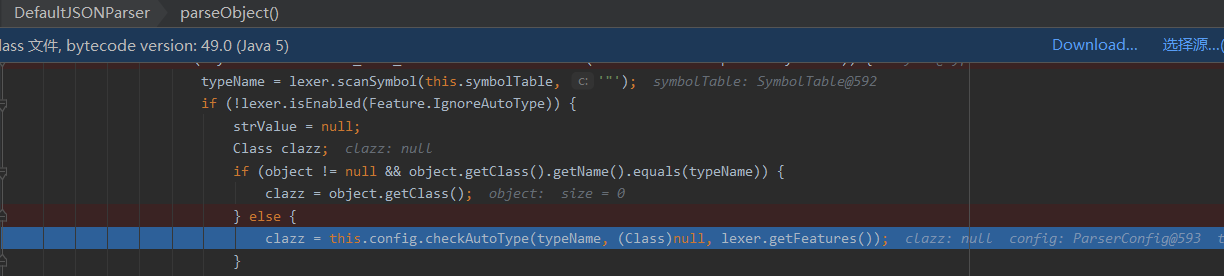 DefaultJSONParser parseObject()
lass 文件, bytecode version: 49.0 (Java 5) Download... 选择源...(
typeName = lexer.scanSymbol(this.symbolTable, c: '"'); symbolTable: SymbolTable@592
if (!lexer.isEnabled(Feature.IgnoreAutoType)) {
strValue = null;
Class clazz; clazz: null
if (object != null && object.getClass().getName().equals(typeName)) {
clazz = object.getClass(); object: size = 0
} else {
clazz = this.config.checkAutoType(typeName, (Class)null, lexer.getFeatures()); clazz: null config: ParserConfig@593 t
}